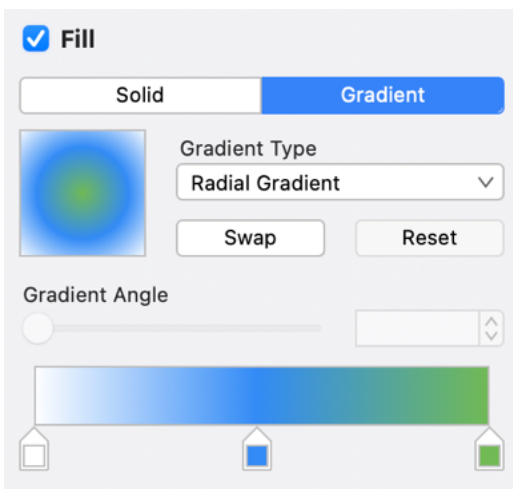 Fill
Solid
Gradient
Gradient Type
Radial Gradient
Swap
Reset
Gradient Angle